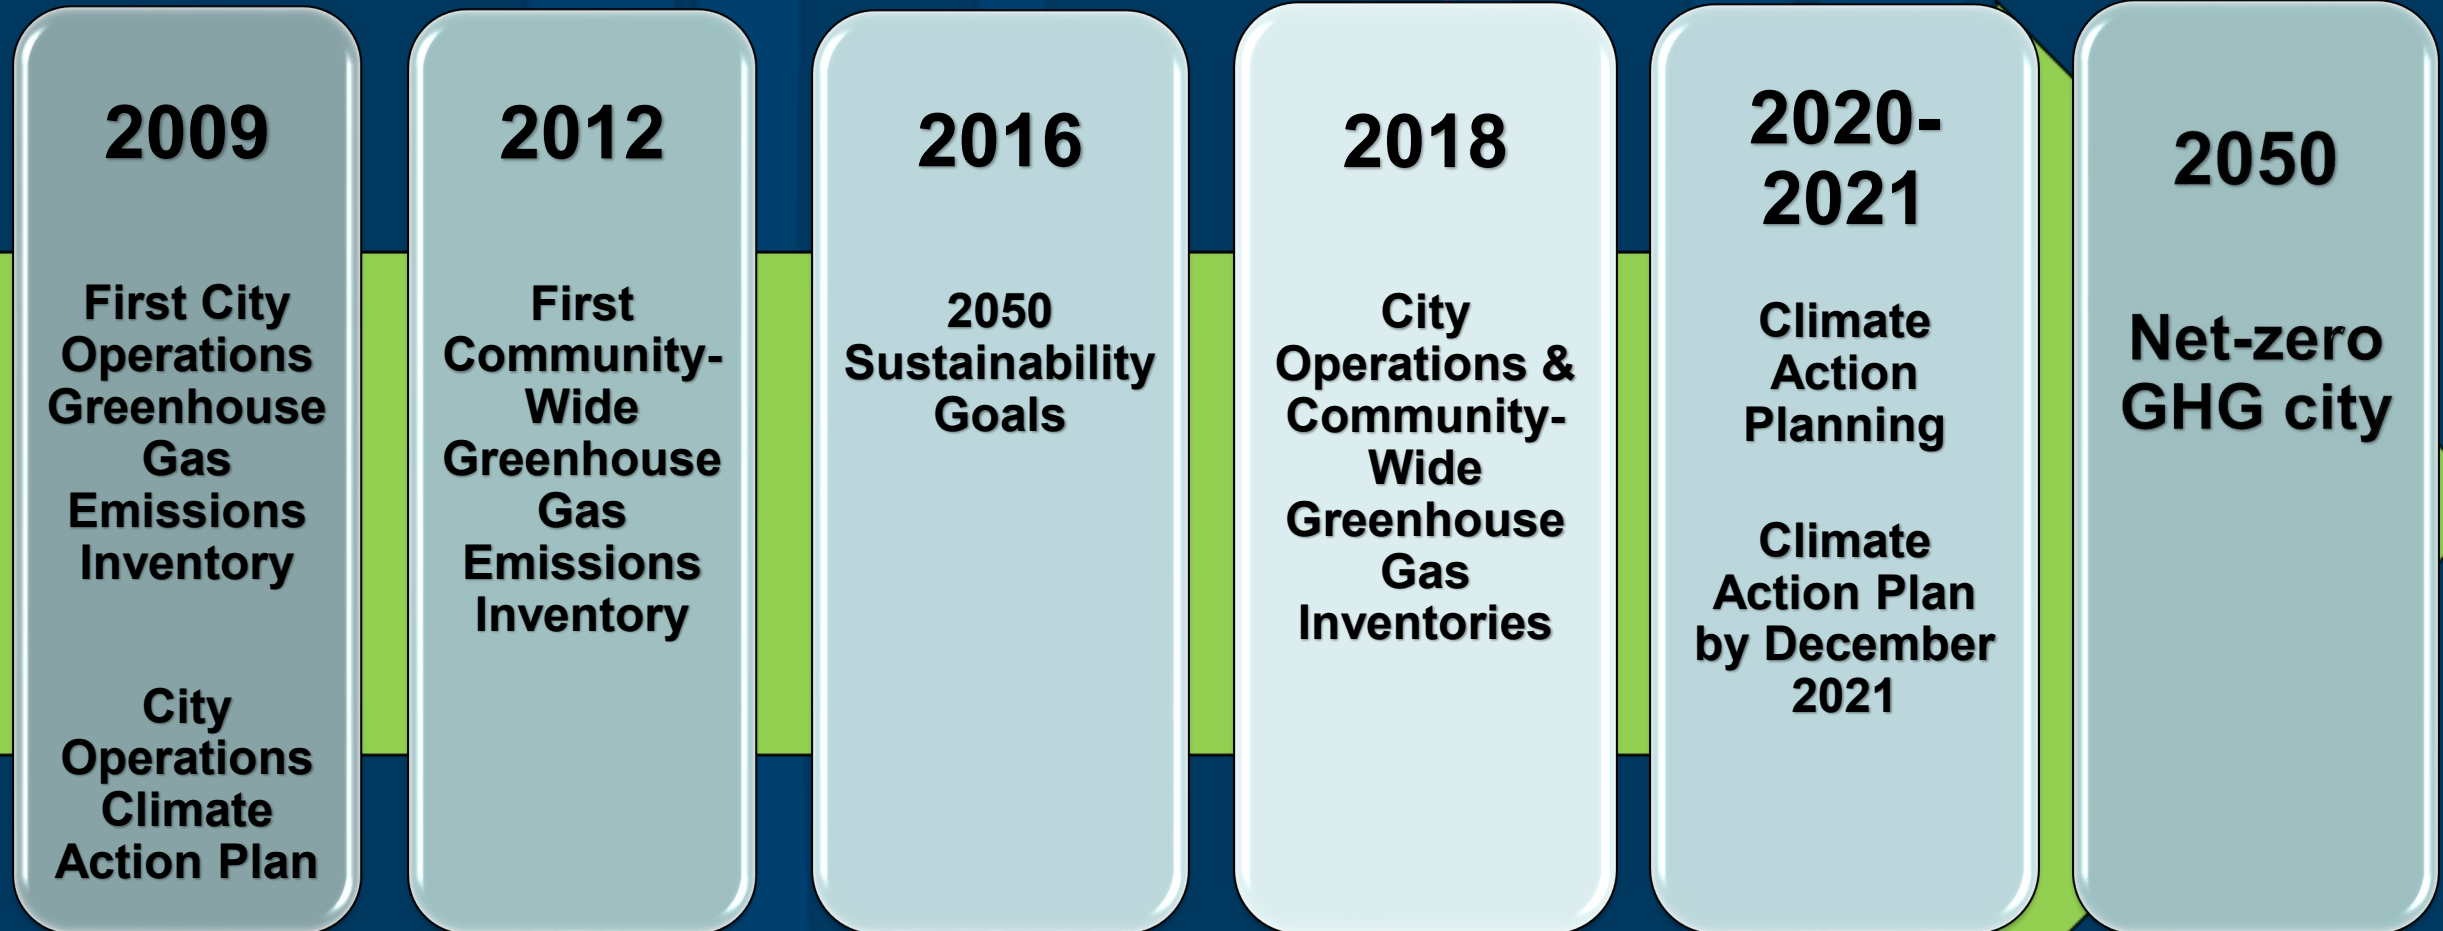 2009
First City
Operations
Greenhouse
Gas
Emissions
Inventory
City
Operations
Climate
Action Plan
2012
First
Community-
Wide
Greenhouse
Gas
Emissions
Inventory
2016
2050
Sustainability
Goals
2018
City
Operations &
Community-
Wide
Greenhouse
Gas
Inventories
2020-
2021
Climate
Action
Planning
Climate
Action Plan
by December
2021
2050
Net-zero
GHG city